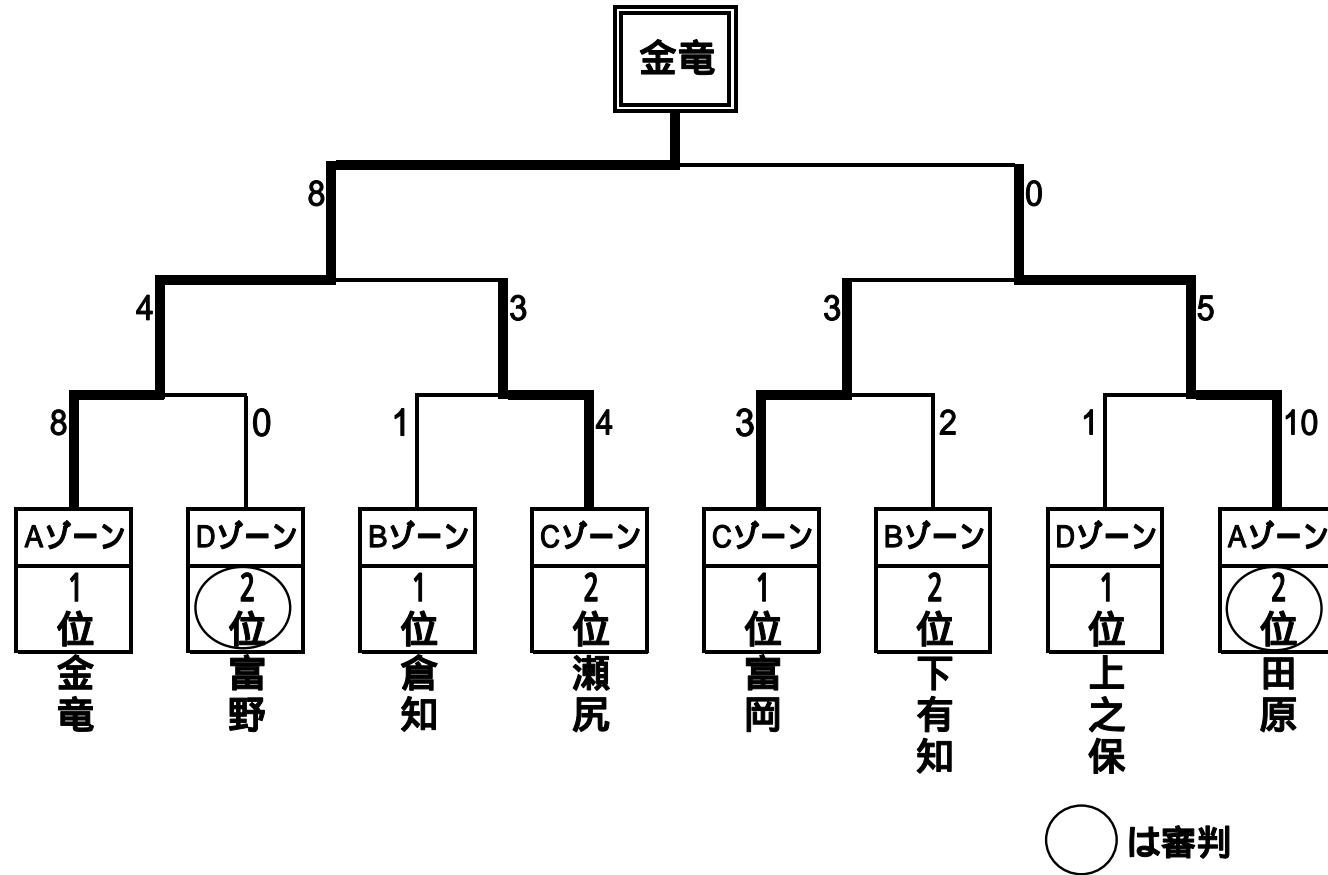 金竜
8 0
4 3 3 5
8 0 1 4 3 2 1 10
Aゾーン Dゾーン Bゾーン Cゾーン Cゾーン Bゾーン Dゾーン Aゾーン
1位 2位 1位 2位 1位 2位 1位 2位
金竜 富野 倉知 瀬尻 富岡 下有知 上之保 田原
は審判